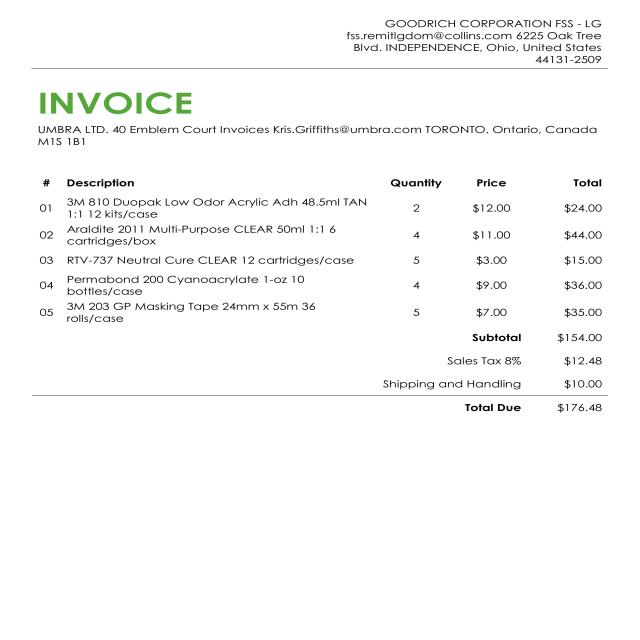 GOODRICH CORPORATION FSS - LG
fss.remitlgdom@collins.com 6225 Oak Tree
Blvd. INDEPENDENCE, Ohio, United States
44131-2509
INVOICE
UMBRA LTD. 40 Emblem Court Invoices Kris.Griffiths@umbra.com TORONTO, Ontario, Canada
M1S 1B1
# Description Quantity Price Total
01 3M 810 Duopak Low Odor Acrylic Adh 48.5ml TAN
1:1 12 kits/case 2 $12.00 $24.00
02 Araldite 2011 Multi-Purpose CLEAR 50ml 1:1 6
cartridges/box 4 $11.00 $44.00
03 RTV-737 Neutral Cure CLEAR 12 cartridges/case 5 $3.00 $15.00
04 Permabond 200 Cyanoacrylate 1-oz 10
bottles/case 4 $9.00 $36.00
05 3M 203 GP Masking Tape 24mm x 55m 36
rolls/case 5 $7.00 $35.00
Subtotal $154.00
Sales Tax 8% $12.48
Shipping and Handling $10.00
Total Due $176.48